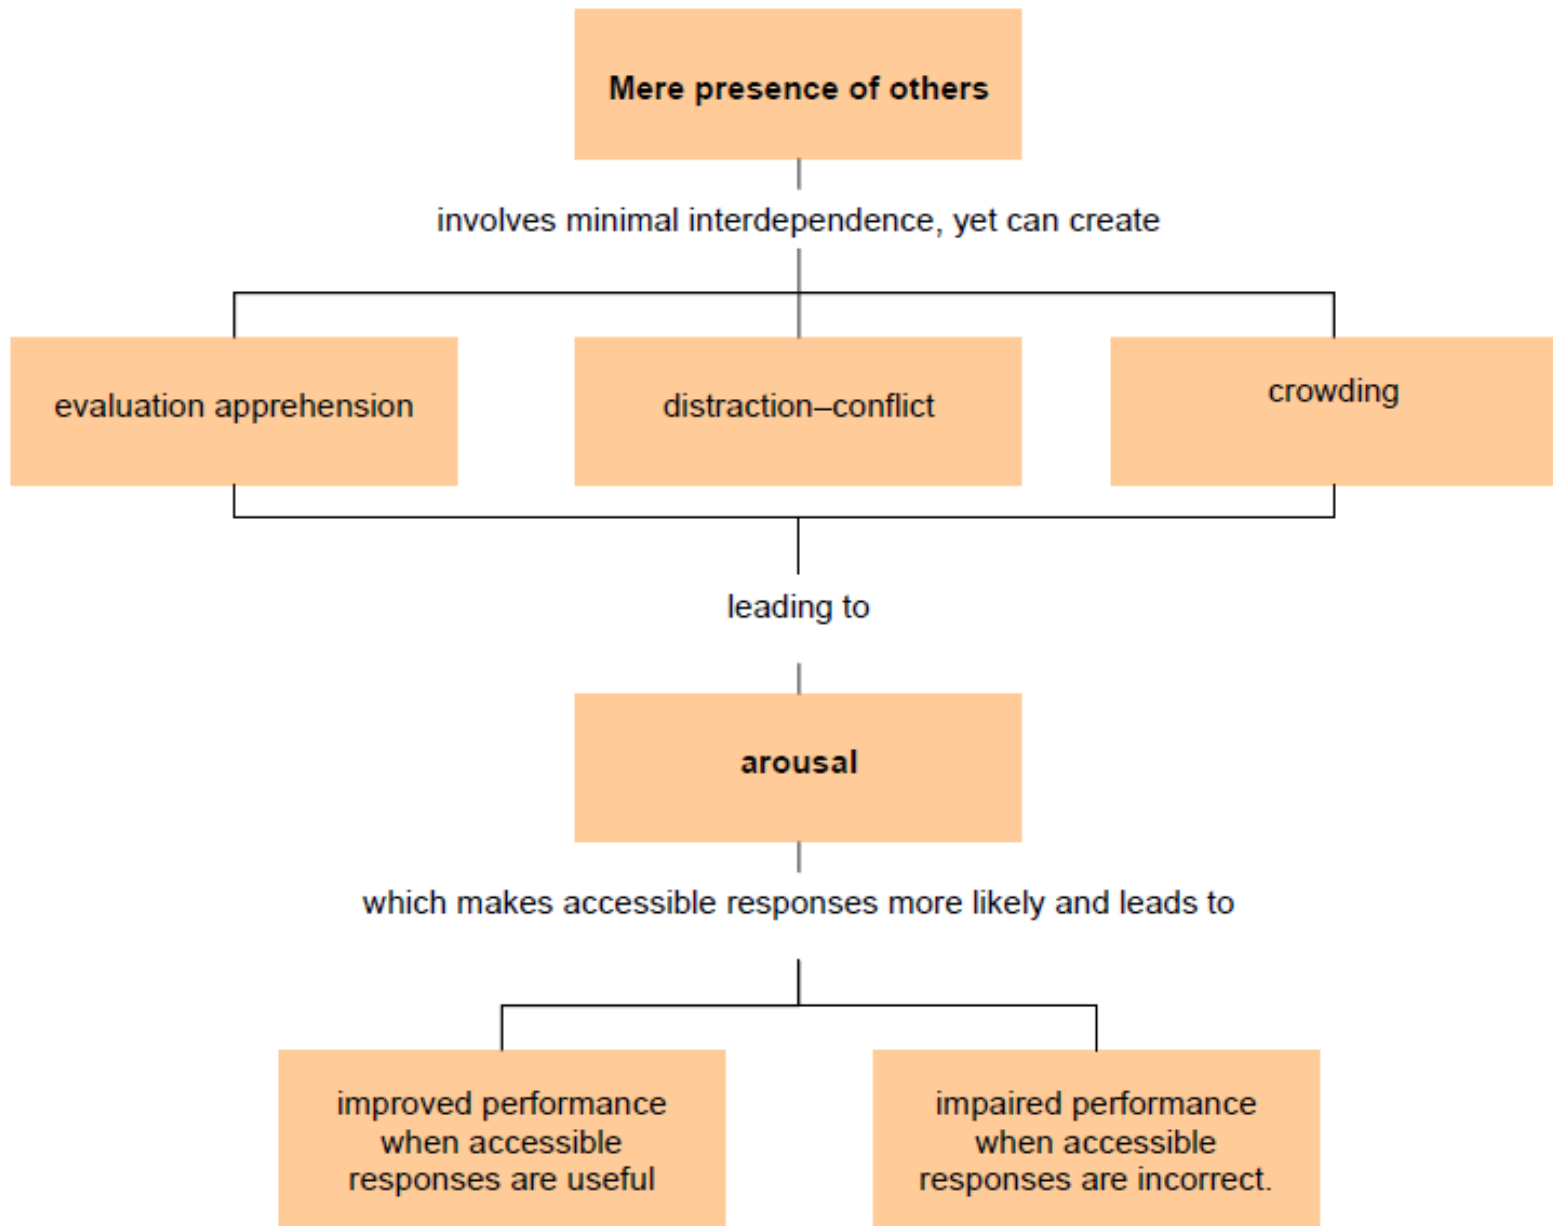 Mere presence of others
involves minimal interdependence, yet can create
evaluation apprehension
distraction–conflict
crowding
leading to
arousal
which makes accessible responses more likely and leads to
improved performance
when accessible
responses are useful
impaired performance
when accessible
responses are incorrect.